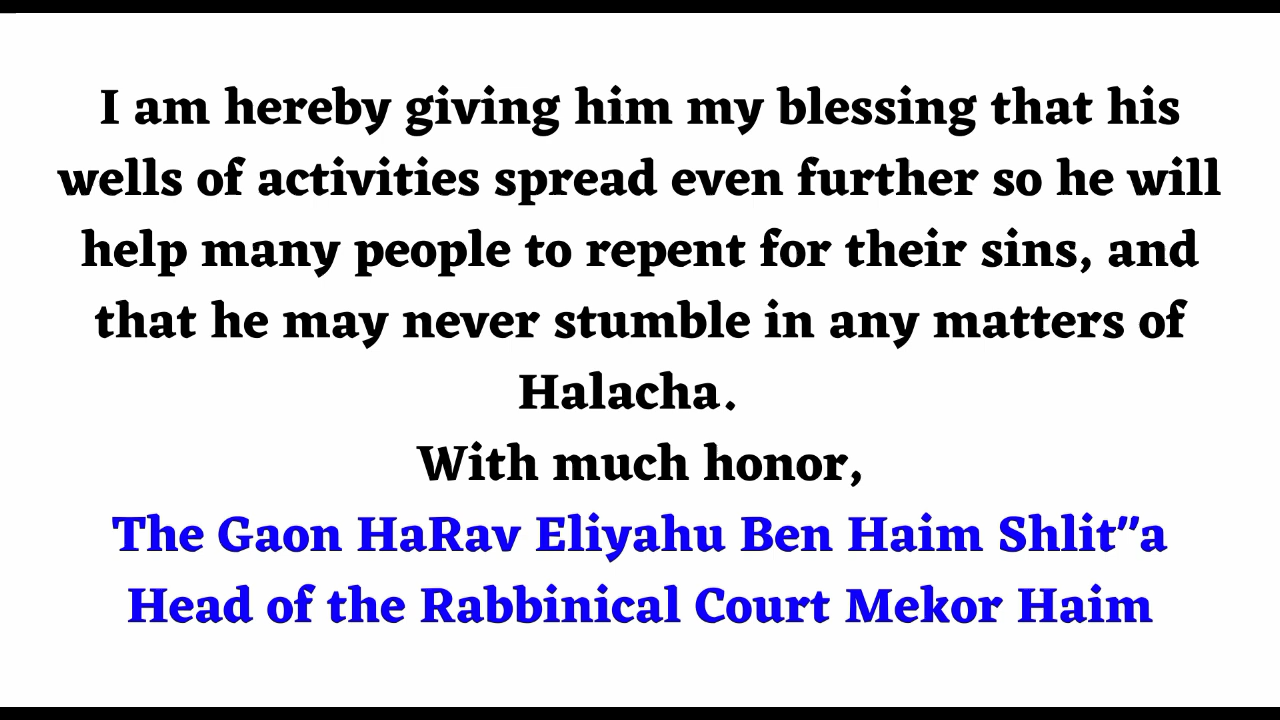 I am hereby giving him my blessing that his
wells of activities spread even further so he will
help many people to repent for their sins, and
that he may never stumble in any matters of
Halacha.
With much honor,
The Gaon HaRav Eliyahu Ben Haim Shlit"a
Head of the Rabbinical Court Mekor Haim